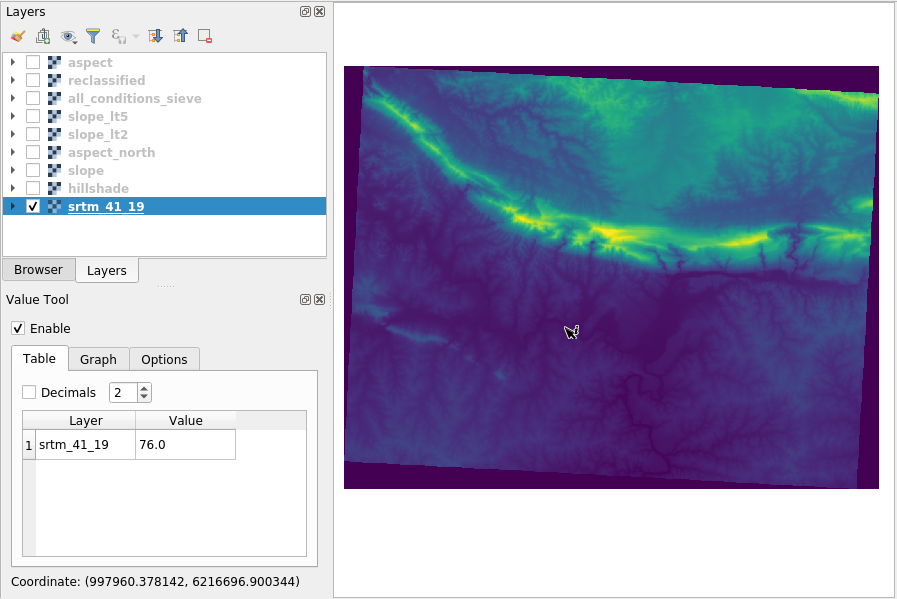 Layers
aspect
reclassified
all_conditions_sieve
slope_lt5
slope_lt2
aspect_north
slope
hillshade
srtm_41_19
Browser Layers
Value Tool
Enable
Table Graph Options
Decimals 2
Layer Value
1 srtm_41_19 76.0
Coordinate: (997960.378142, 6216696.900344)